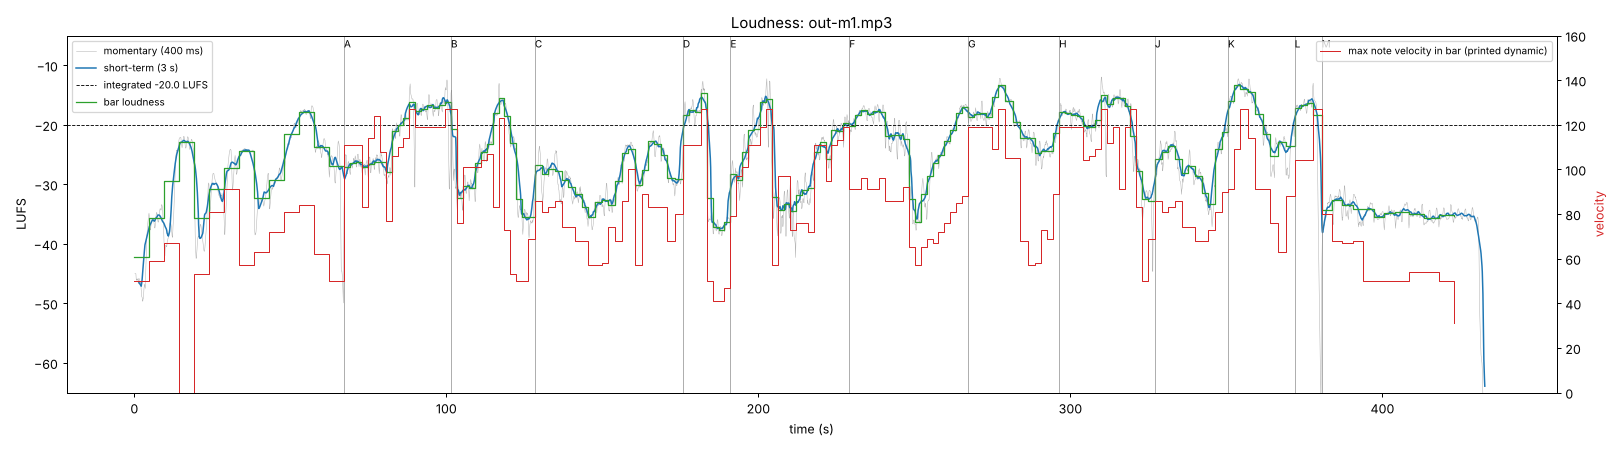 Loudness: out-m1.mp3
momentary (400 ms)
short-term (3 s)
integrated -20.0 LUFS
bar loudness
max note velocity in bar (printed dynamic)
A B C D E F G H J K L M
−10
−20
−30
−40
−50
−60
LUFS
160
140
120
100
80
60
40
20
0
velocity
0 100 200 300 400
time (s)